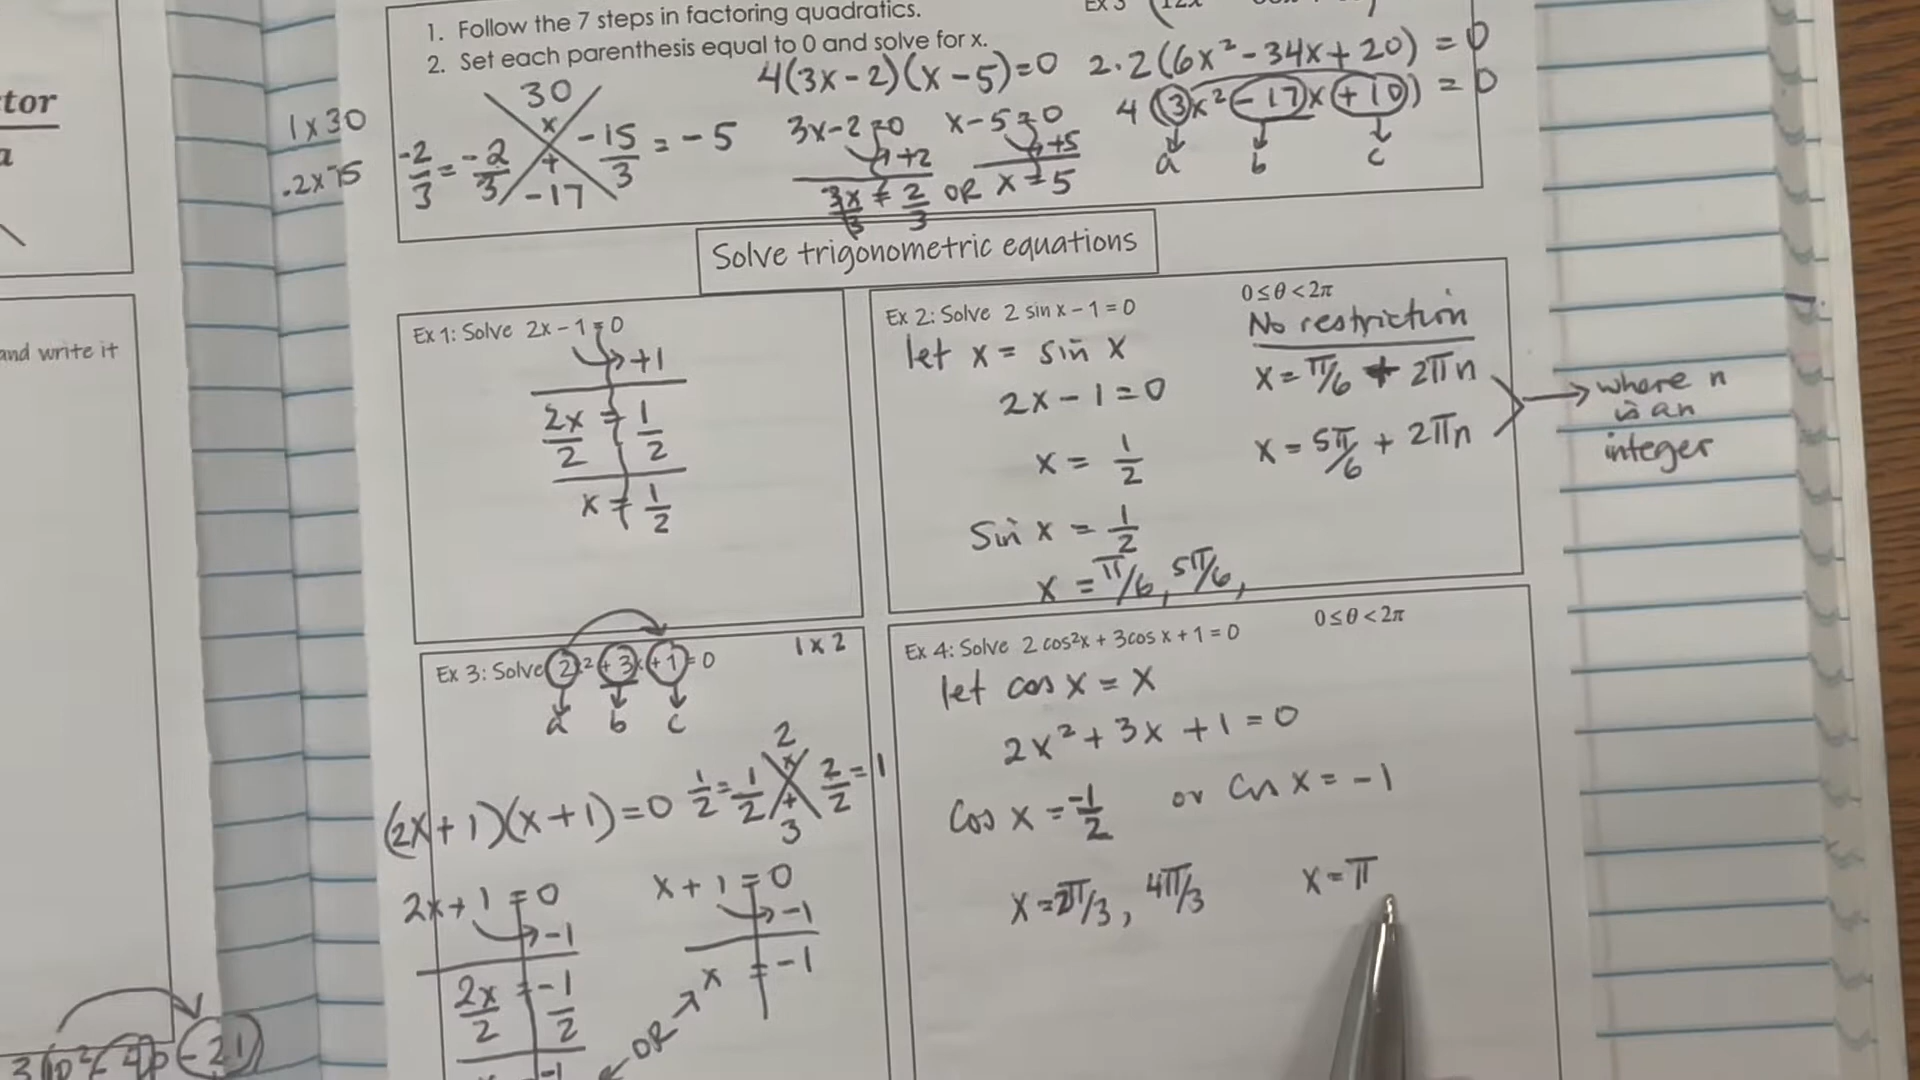 1. Follow the 7 steps in factoring quadratics.
2. Set each parenthesis equal to 0 and solve for x.
Ex 3
4(3x-2)(x-5)=0
2·2(6x²-34x+20)=0
4(3x²-17x+10)=0
a b c
1x30
.2x15
30
x
-2/3 = -2/3
+
-15/3 = -5
-17
3x-2=0
+2
3x/3 = 2/3
OR
x-5=0
+5
x=5
tor
a
and write it
Solve trigonometric equations
Ex 1: Solve 2x – 1 = 0
+1
2x/2 = 1/2
x = 1/2
Ex 2: Solve 2 sin x – 1 = 0
0 ≤ θ < 2π
let x = sin x
2x - 1 = 0
x = 1/2
Sin x = 1/2
x = π/6, 5π/6,
No restriction
x = π/6 + 2πn
x = 5π/6 + 2πn
where n
is an
integer
Ex 3: Solve 2x² + 3x + 1 = 0
1x2
a b c
(2x+1)(x+1)=0
1/2 = 1/2
2
x
+
3
2/2 = 1
2x+1=0
-1
2x/2 = -1/2
x+1=0
-1
x = -1
OR
-1
Ex 4: Solve 2 cos²x + 3cos x + 1 = 0
0 ≤ θ < 2π
let cos x = x
2x² + 3x + 1 = 0
Cos x = -1/2 or Cos x = -1
x = 2π/3, 4π/3
x = π
-21